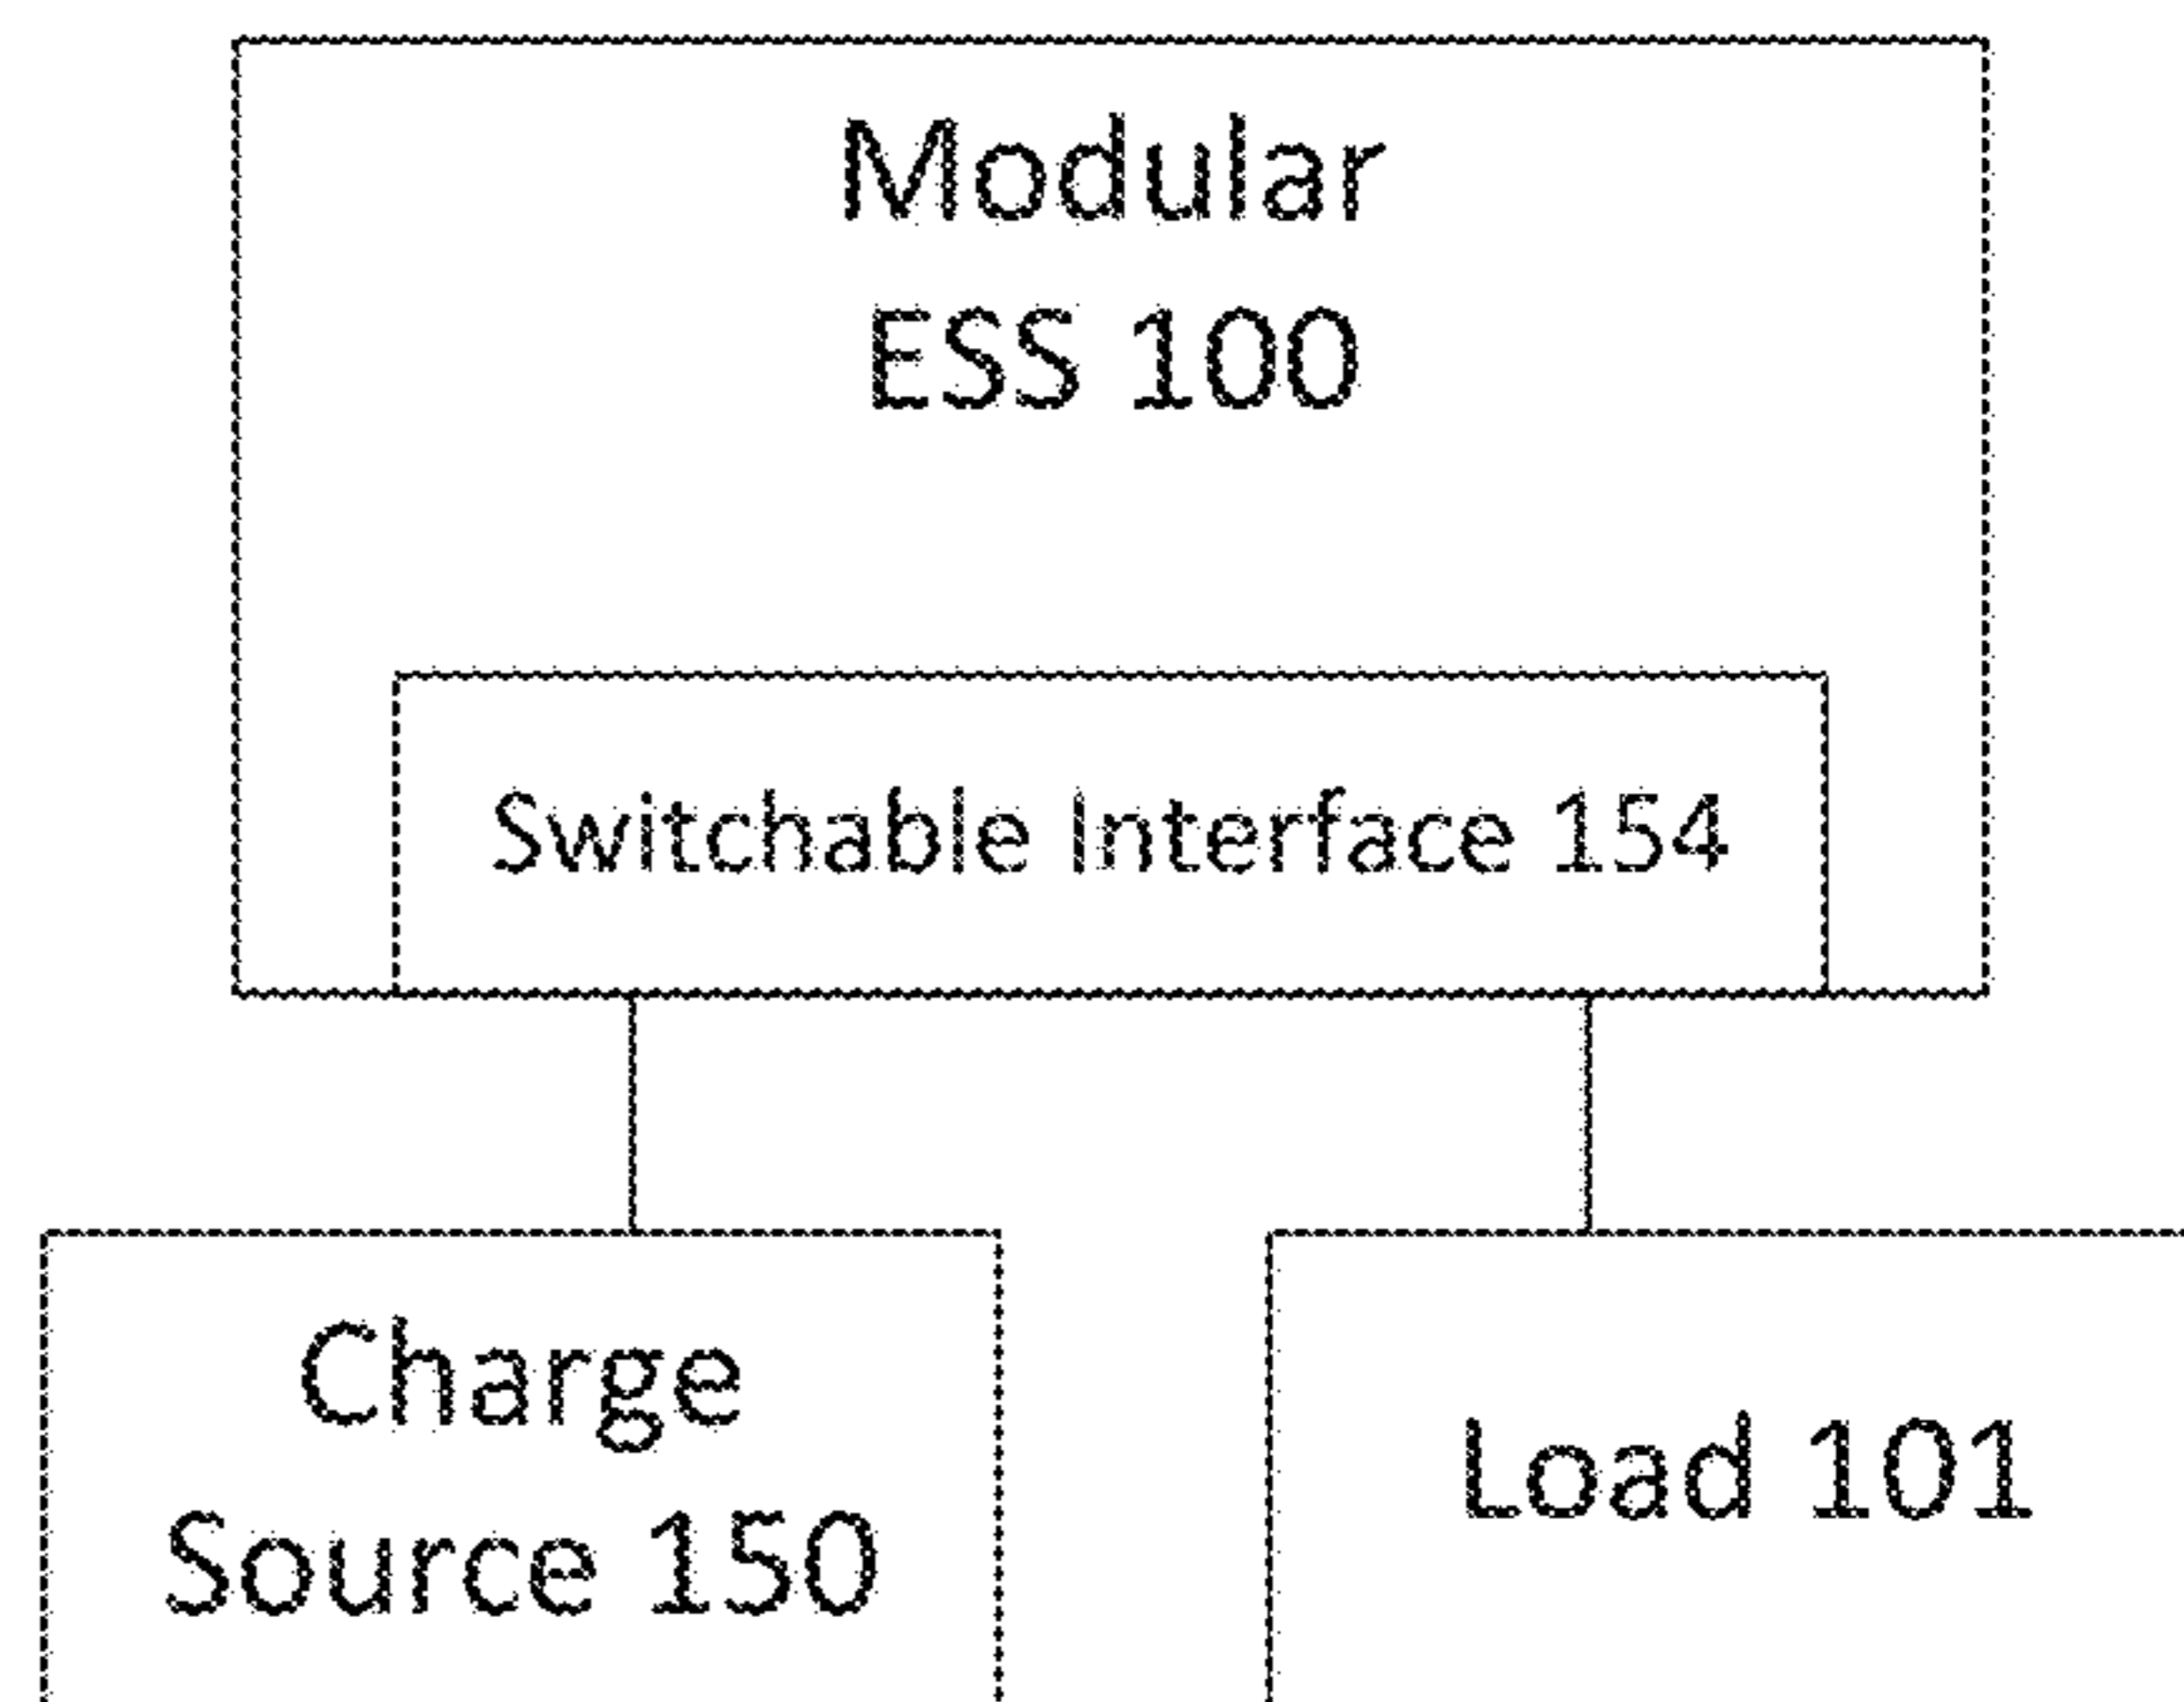 Modular
ESS 100
Switchable Interface 154
Charge
Source 150
Load 101